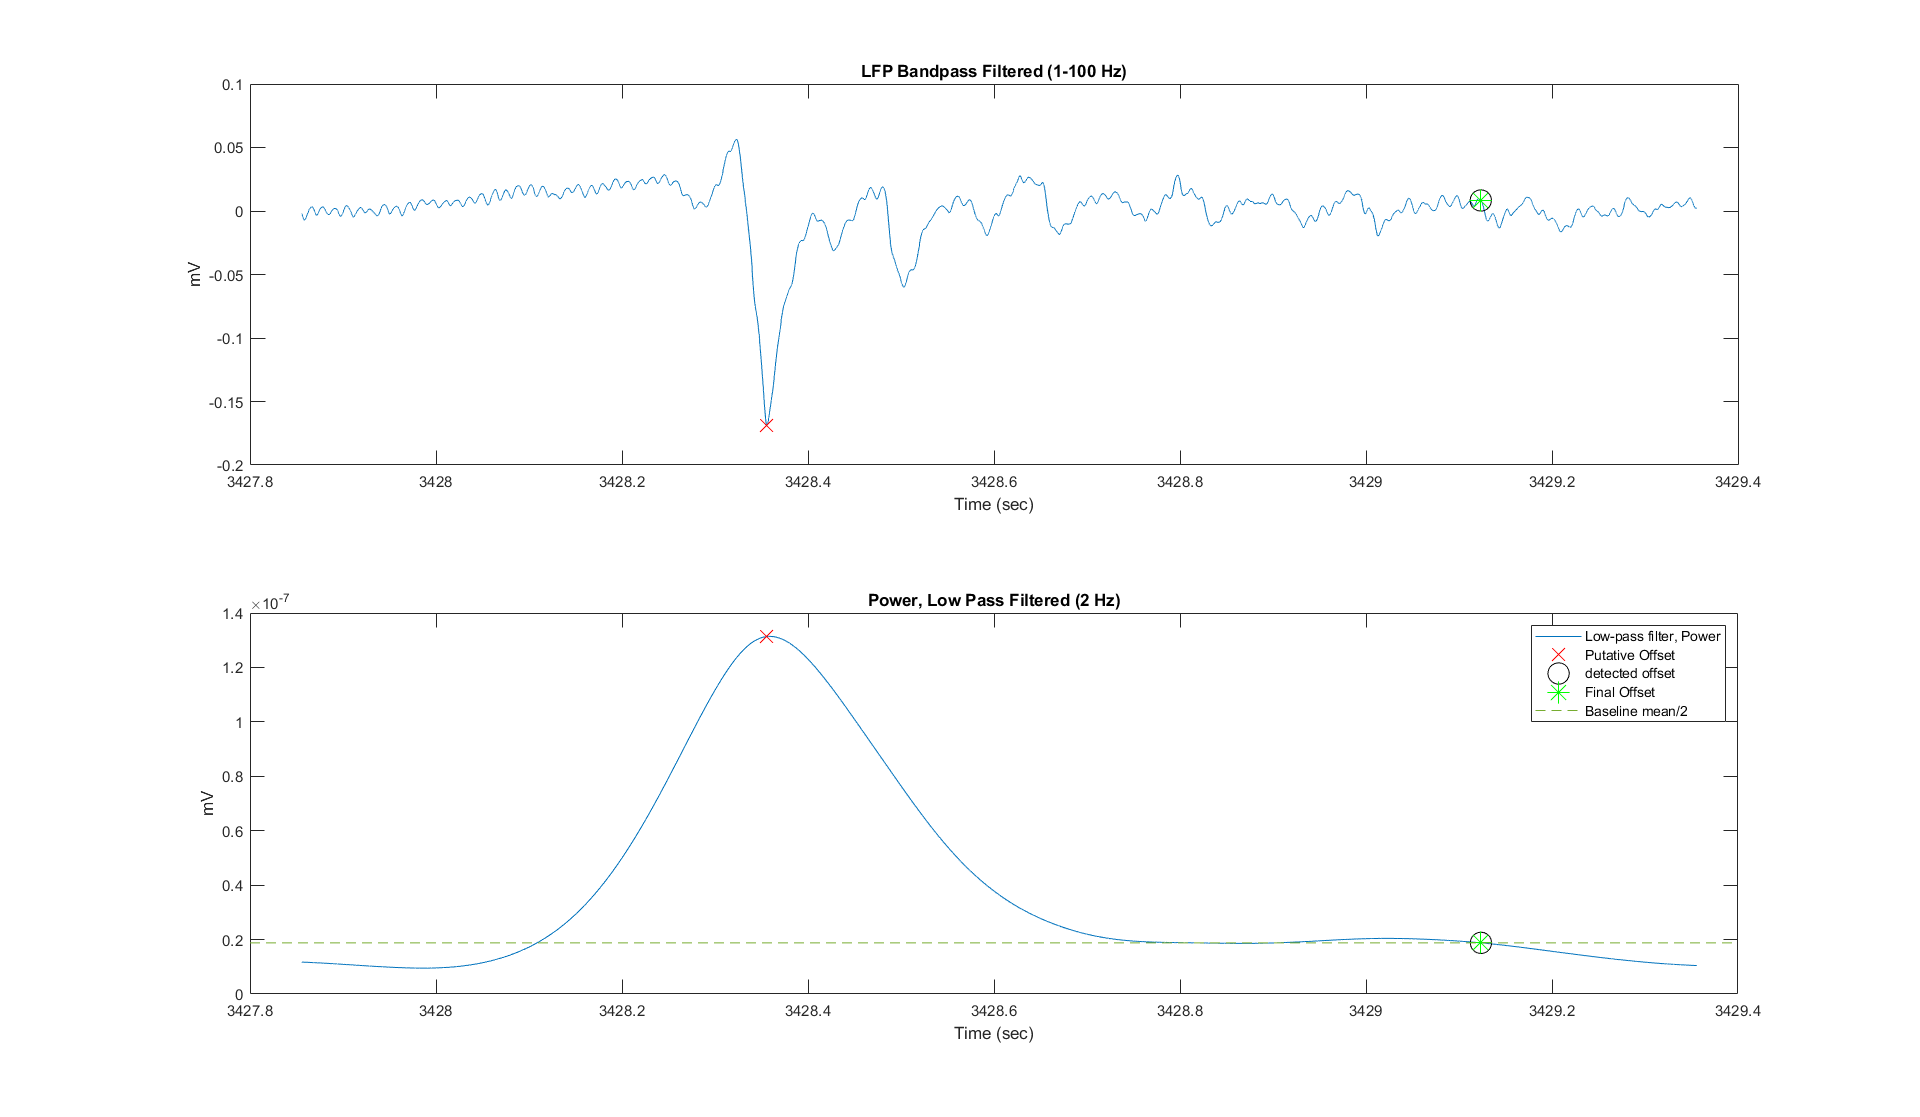 LFP Bandpass Filtered (1-100 Hz)
0.1
0.05
0
-0.05
-0.1
-0.15
-0.2
mV
3427.8 3428 3428.2 3428.4 3428.6 3428.8 3429 3429.2 3429.4
Time (sec)
Power, Low Pass Filtered (2 Hz)
×10-7
1.4
1.2
1
0.8
0.6
0.4
0.2
0
mV
Low-pass filter, Power
Putative Offset
detected offset
Final Offset
Baseline mean/2
3427.8 3428 3428.2 3428.4 3428.6 3428.8 3429 3429.2 3429.4
Time (sec)